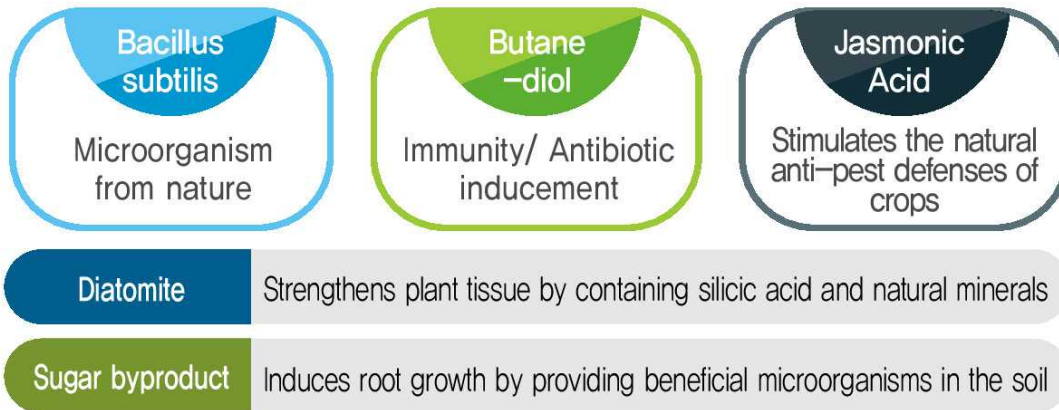 Bacillus
subtilis
Microorganism
from nature
Butane
-diol
Immunity/ Antibiotic
inducement
Jasmonic
Acid
Stimulates the natural
anti-pest defenses of
crops
Diatomite
Strengthens plant tissue by containing silicic acid and natural minerals
Sugar byproduct
Induces root growth by providing beneficial microorganisms in the soil